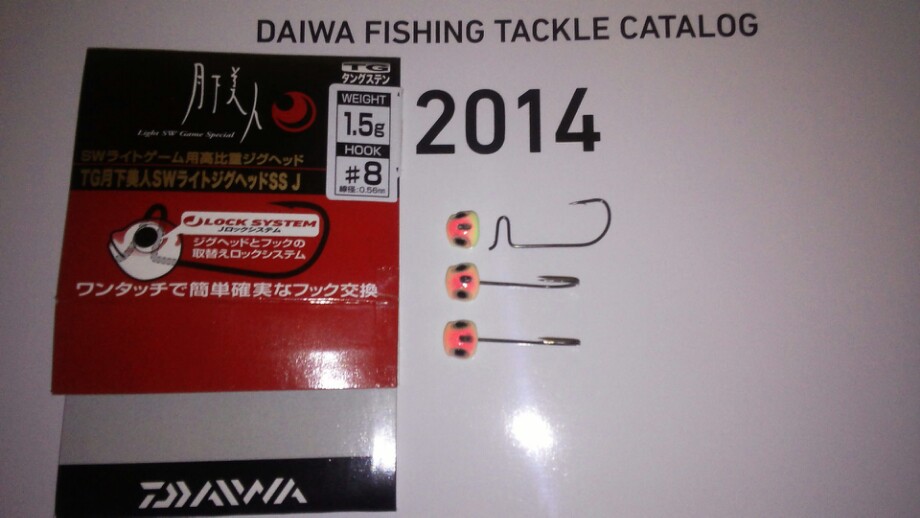 DAIWA FISHING TACKLE CATALOG
2014
TG
タングステン
月下美人
Light SW Game Special
WEIGHT
1.5g
HOOK
#8
線径:0.56m
SWライトゲーム用高比重ジグヘッド
TG月下美人SWライトジグヘッドSS J
J LOCK SYSTEM
Jロックシステム
ジグヘッドとフックの
取替えロックシステム
ワンタッチで簡単確実なフック交換
DAIWA